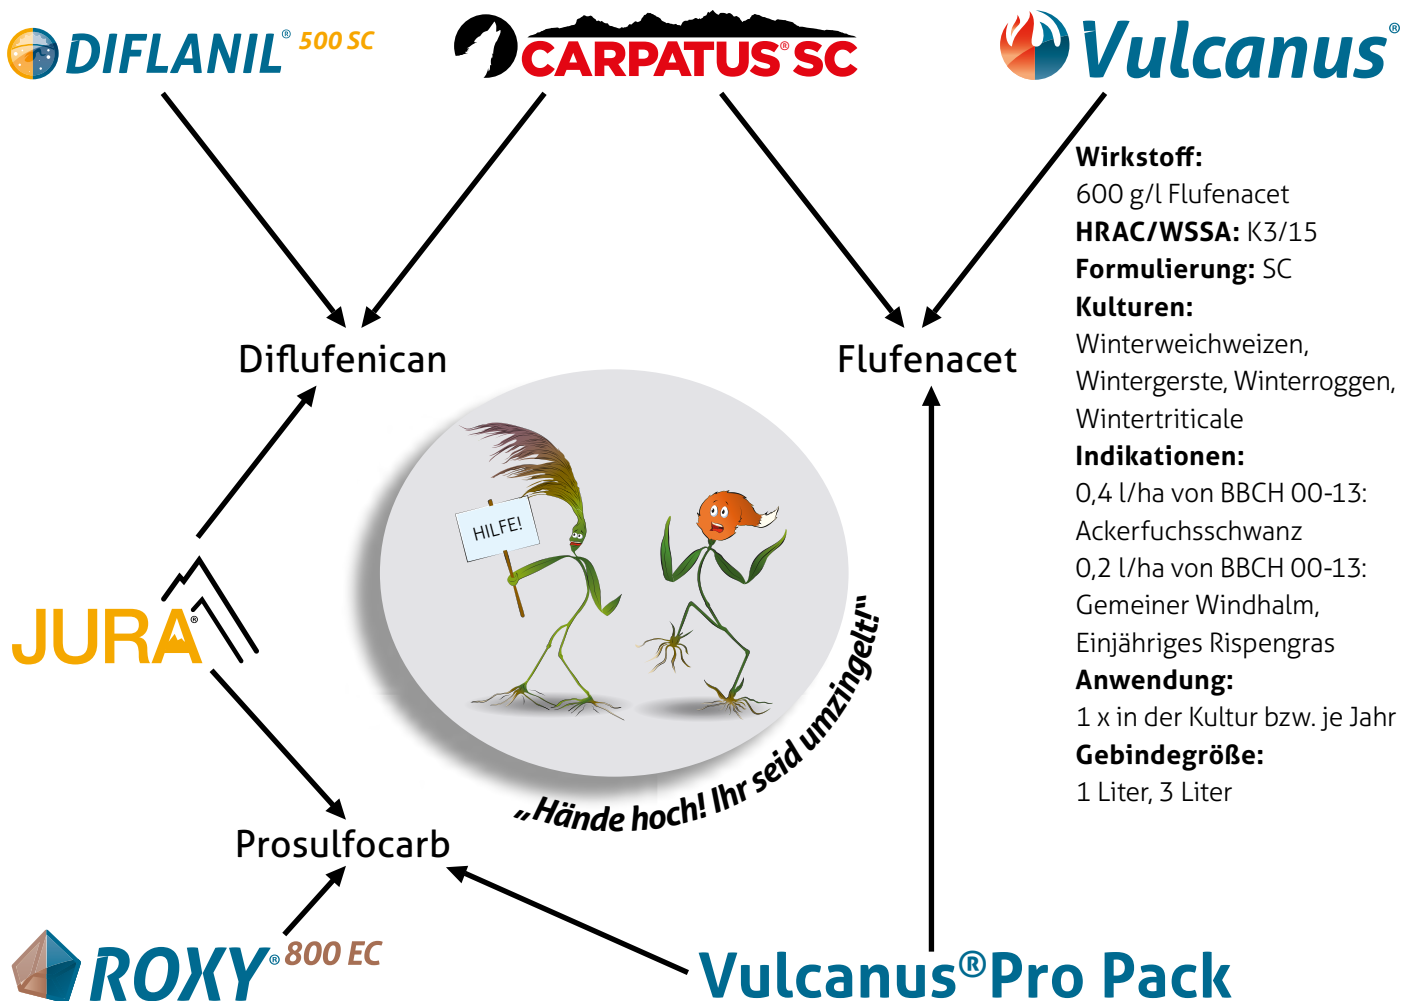 DIFLANIL® 500 SC
CARPATUS® SC
Vulcanus®
Wirkstoff:
600 g/l Flufenacet
HRAC/WSSA: K3/15
Formulierung: SC
Kulturen:
Winterweichweizen,
Wintergerste, Winterroggen,
Wintertriticale
Indikationen:
0,4 l/ha von BBCH 00-13:
Ackerfuchsschwanz
0,2 l/ha von BBCH 00-13:
Gemeiner Windhalm,
Einjähriges Rispengras
Anwendung:
1 x in der Kultur bzw. je Jahr
Gebindegröße:
1 Liter, 3 Liter
Diflufenican
Flufenacet
HILFE!
„Hände hoch! Ihr seid umzingelt!“
JURA®
Prosulfocarb
ROXY® 800 EC
Vulcanus® Pro Pack